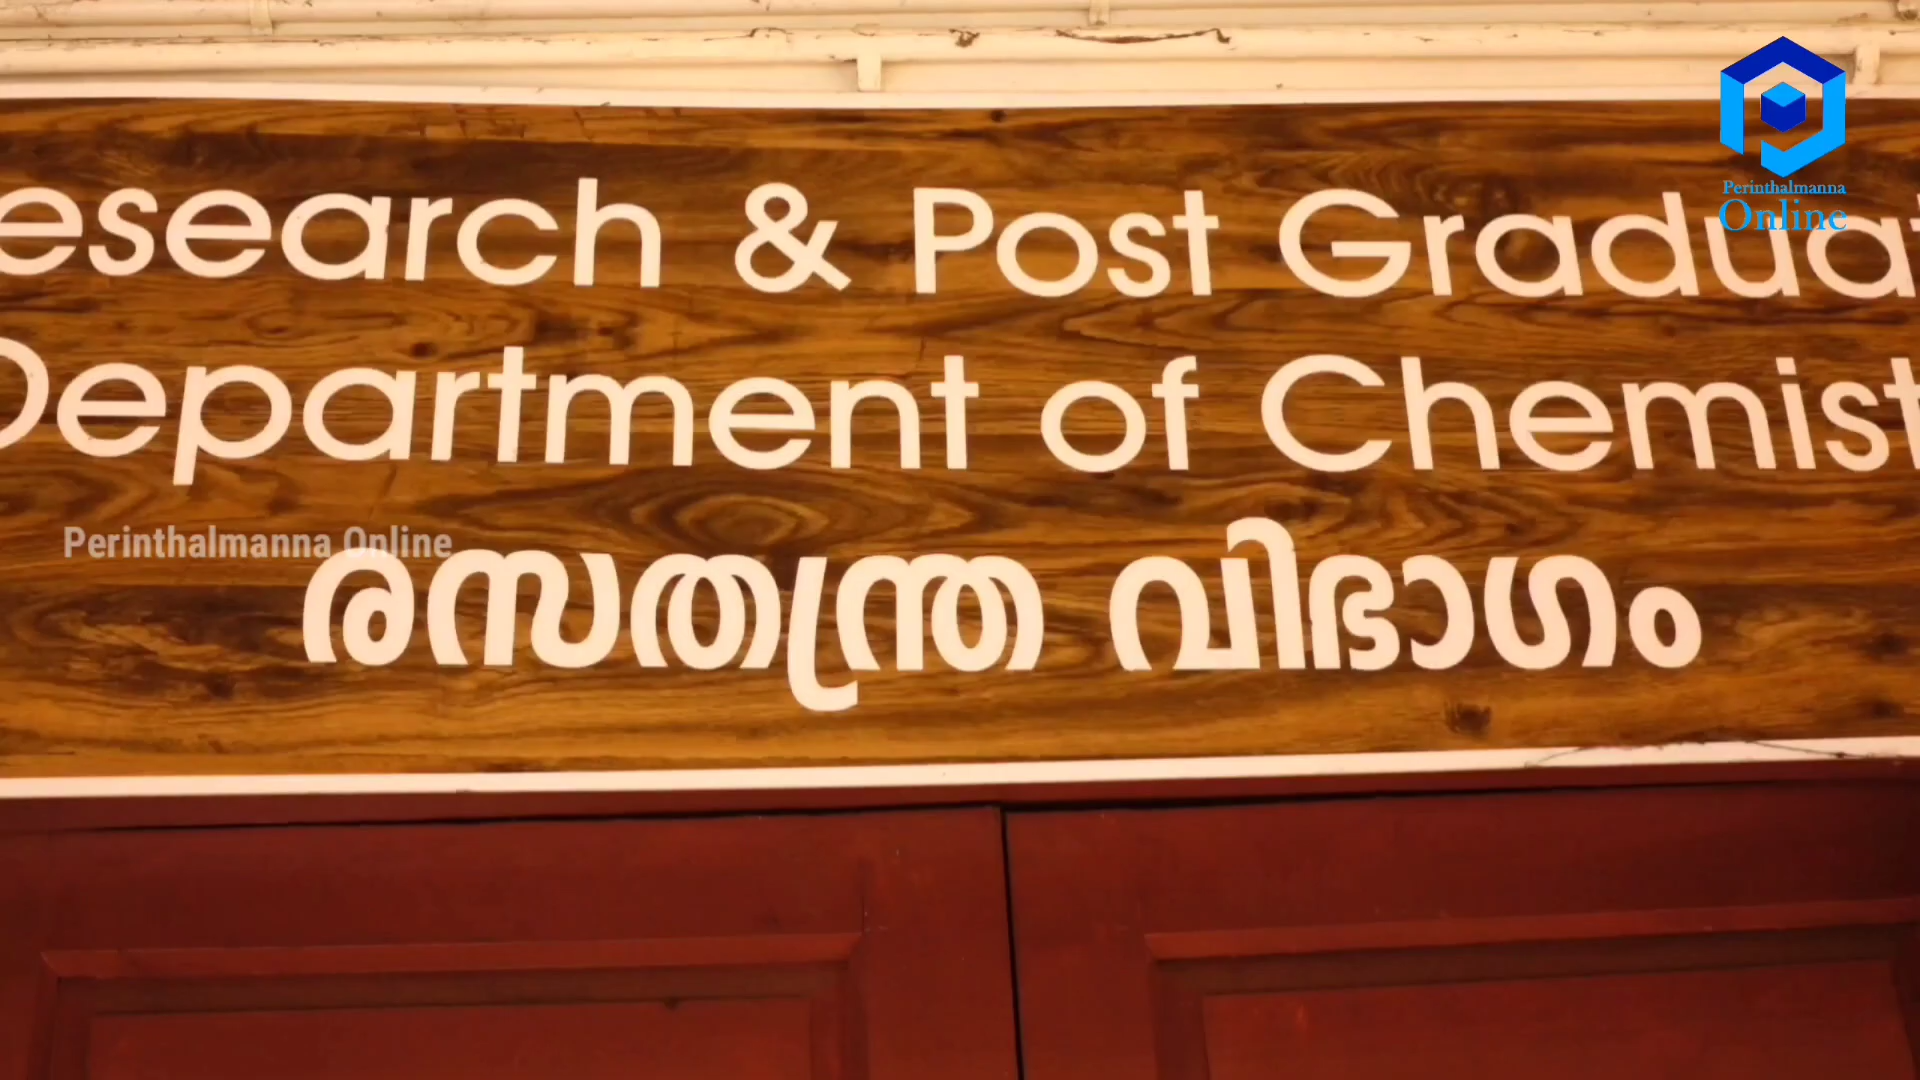 esearch & Post Graduat
Department of Chemist
രസതന്ത്ര വിഭാഗം
Perinthalmanna Online
Perinthalmanna
Online